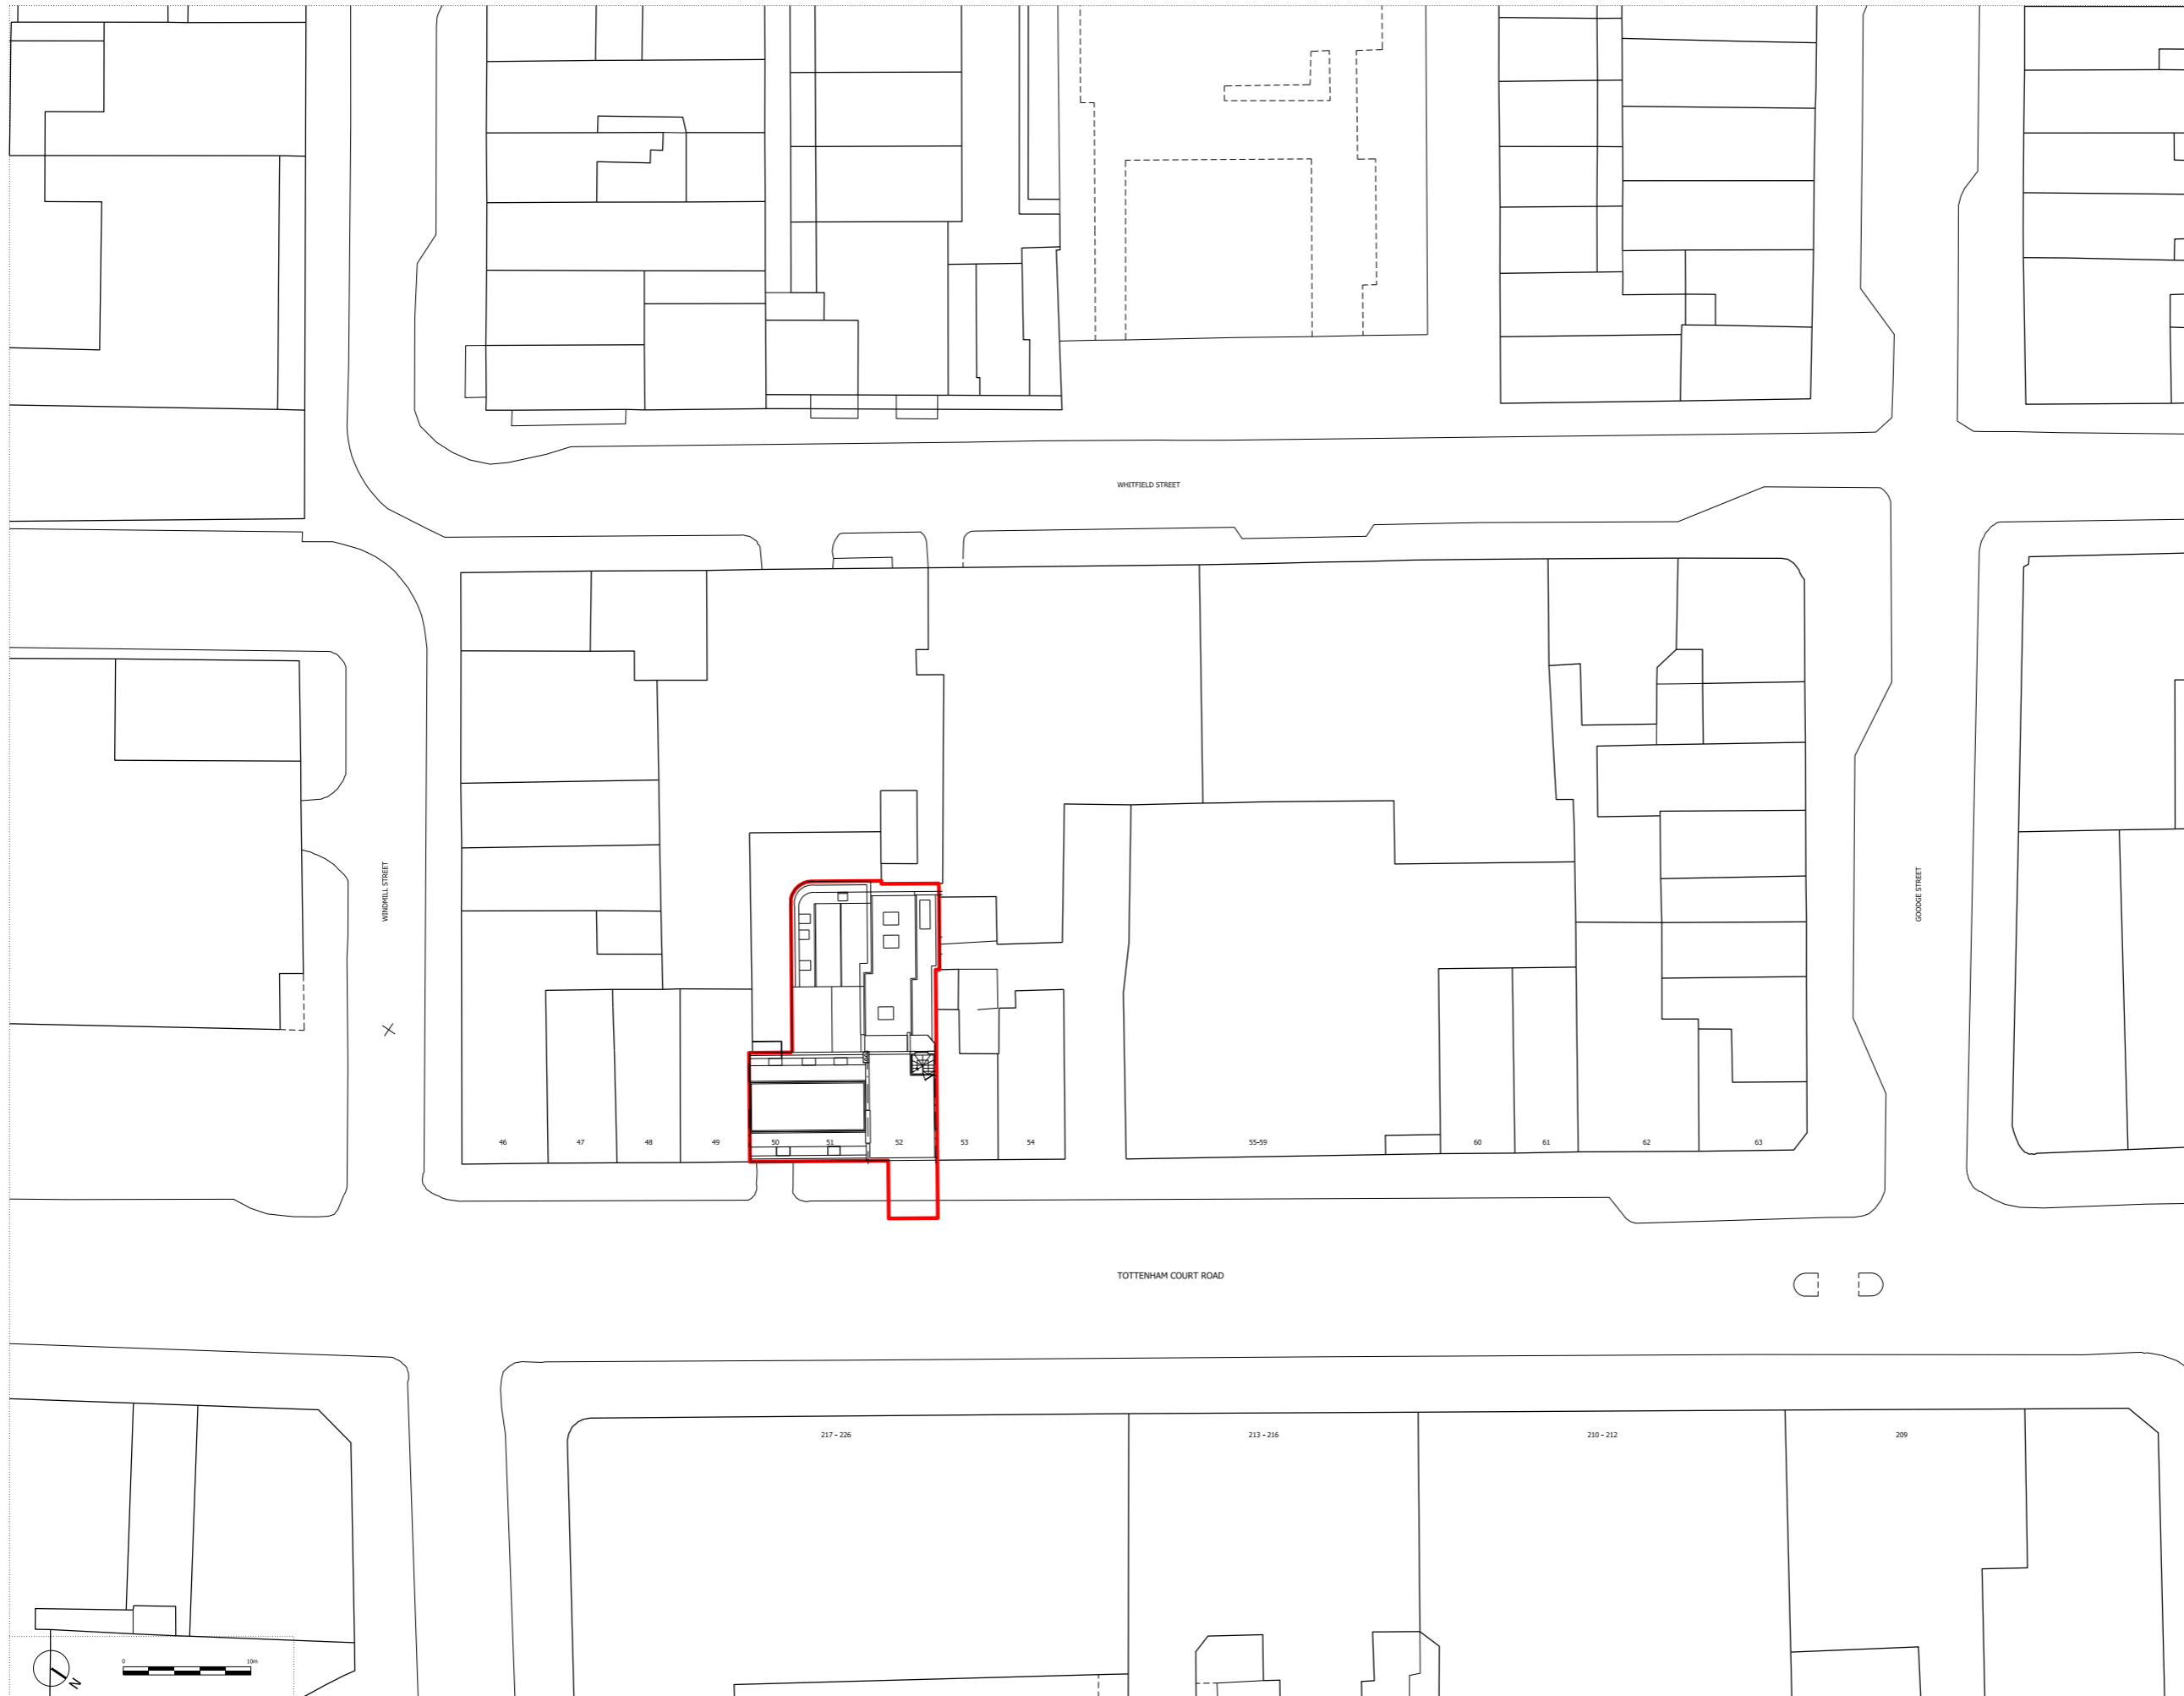 WHITFIELD STREET
WINDMILL STREET
GOODGE STREET
46
47
48
49
50
51
52
53
54
55-59
60
61
62
63
TOTTENHAM COURT ROAD
217 - 226
213 - 216
210 - 212
209
0
10m
N